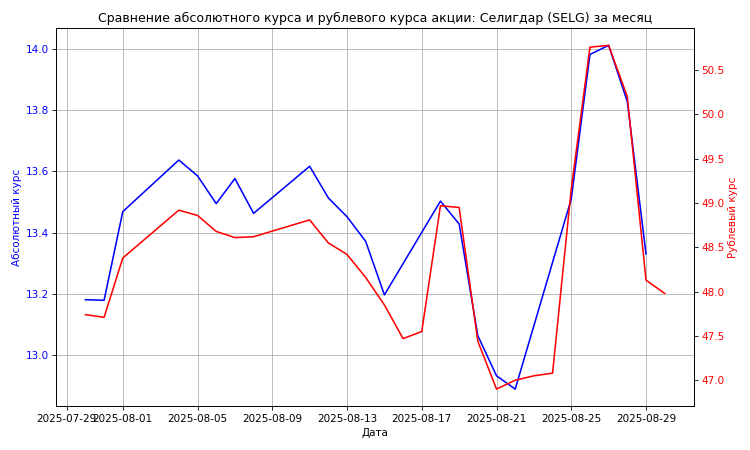 Сравнение абсолютного курса и рублевого курса акции: Селигдар (SELG) за месяц
Абсолютный курс
14.0
13.8
13.6
13.4
13.2
13.0
50.5
50.0
49.5
49.0
48.5
48.0
47.5
47.0
Рублевый курс
2025-07-29 2025-08-01 2025-08-05 2025-08-09 2025-08-13 2025-08-17 2025-08-21 2025-08-25 2025-08-29
Дата